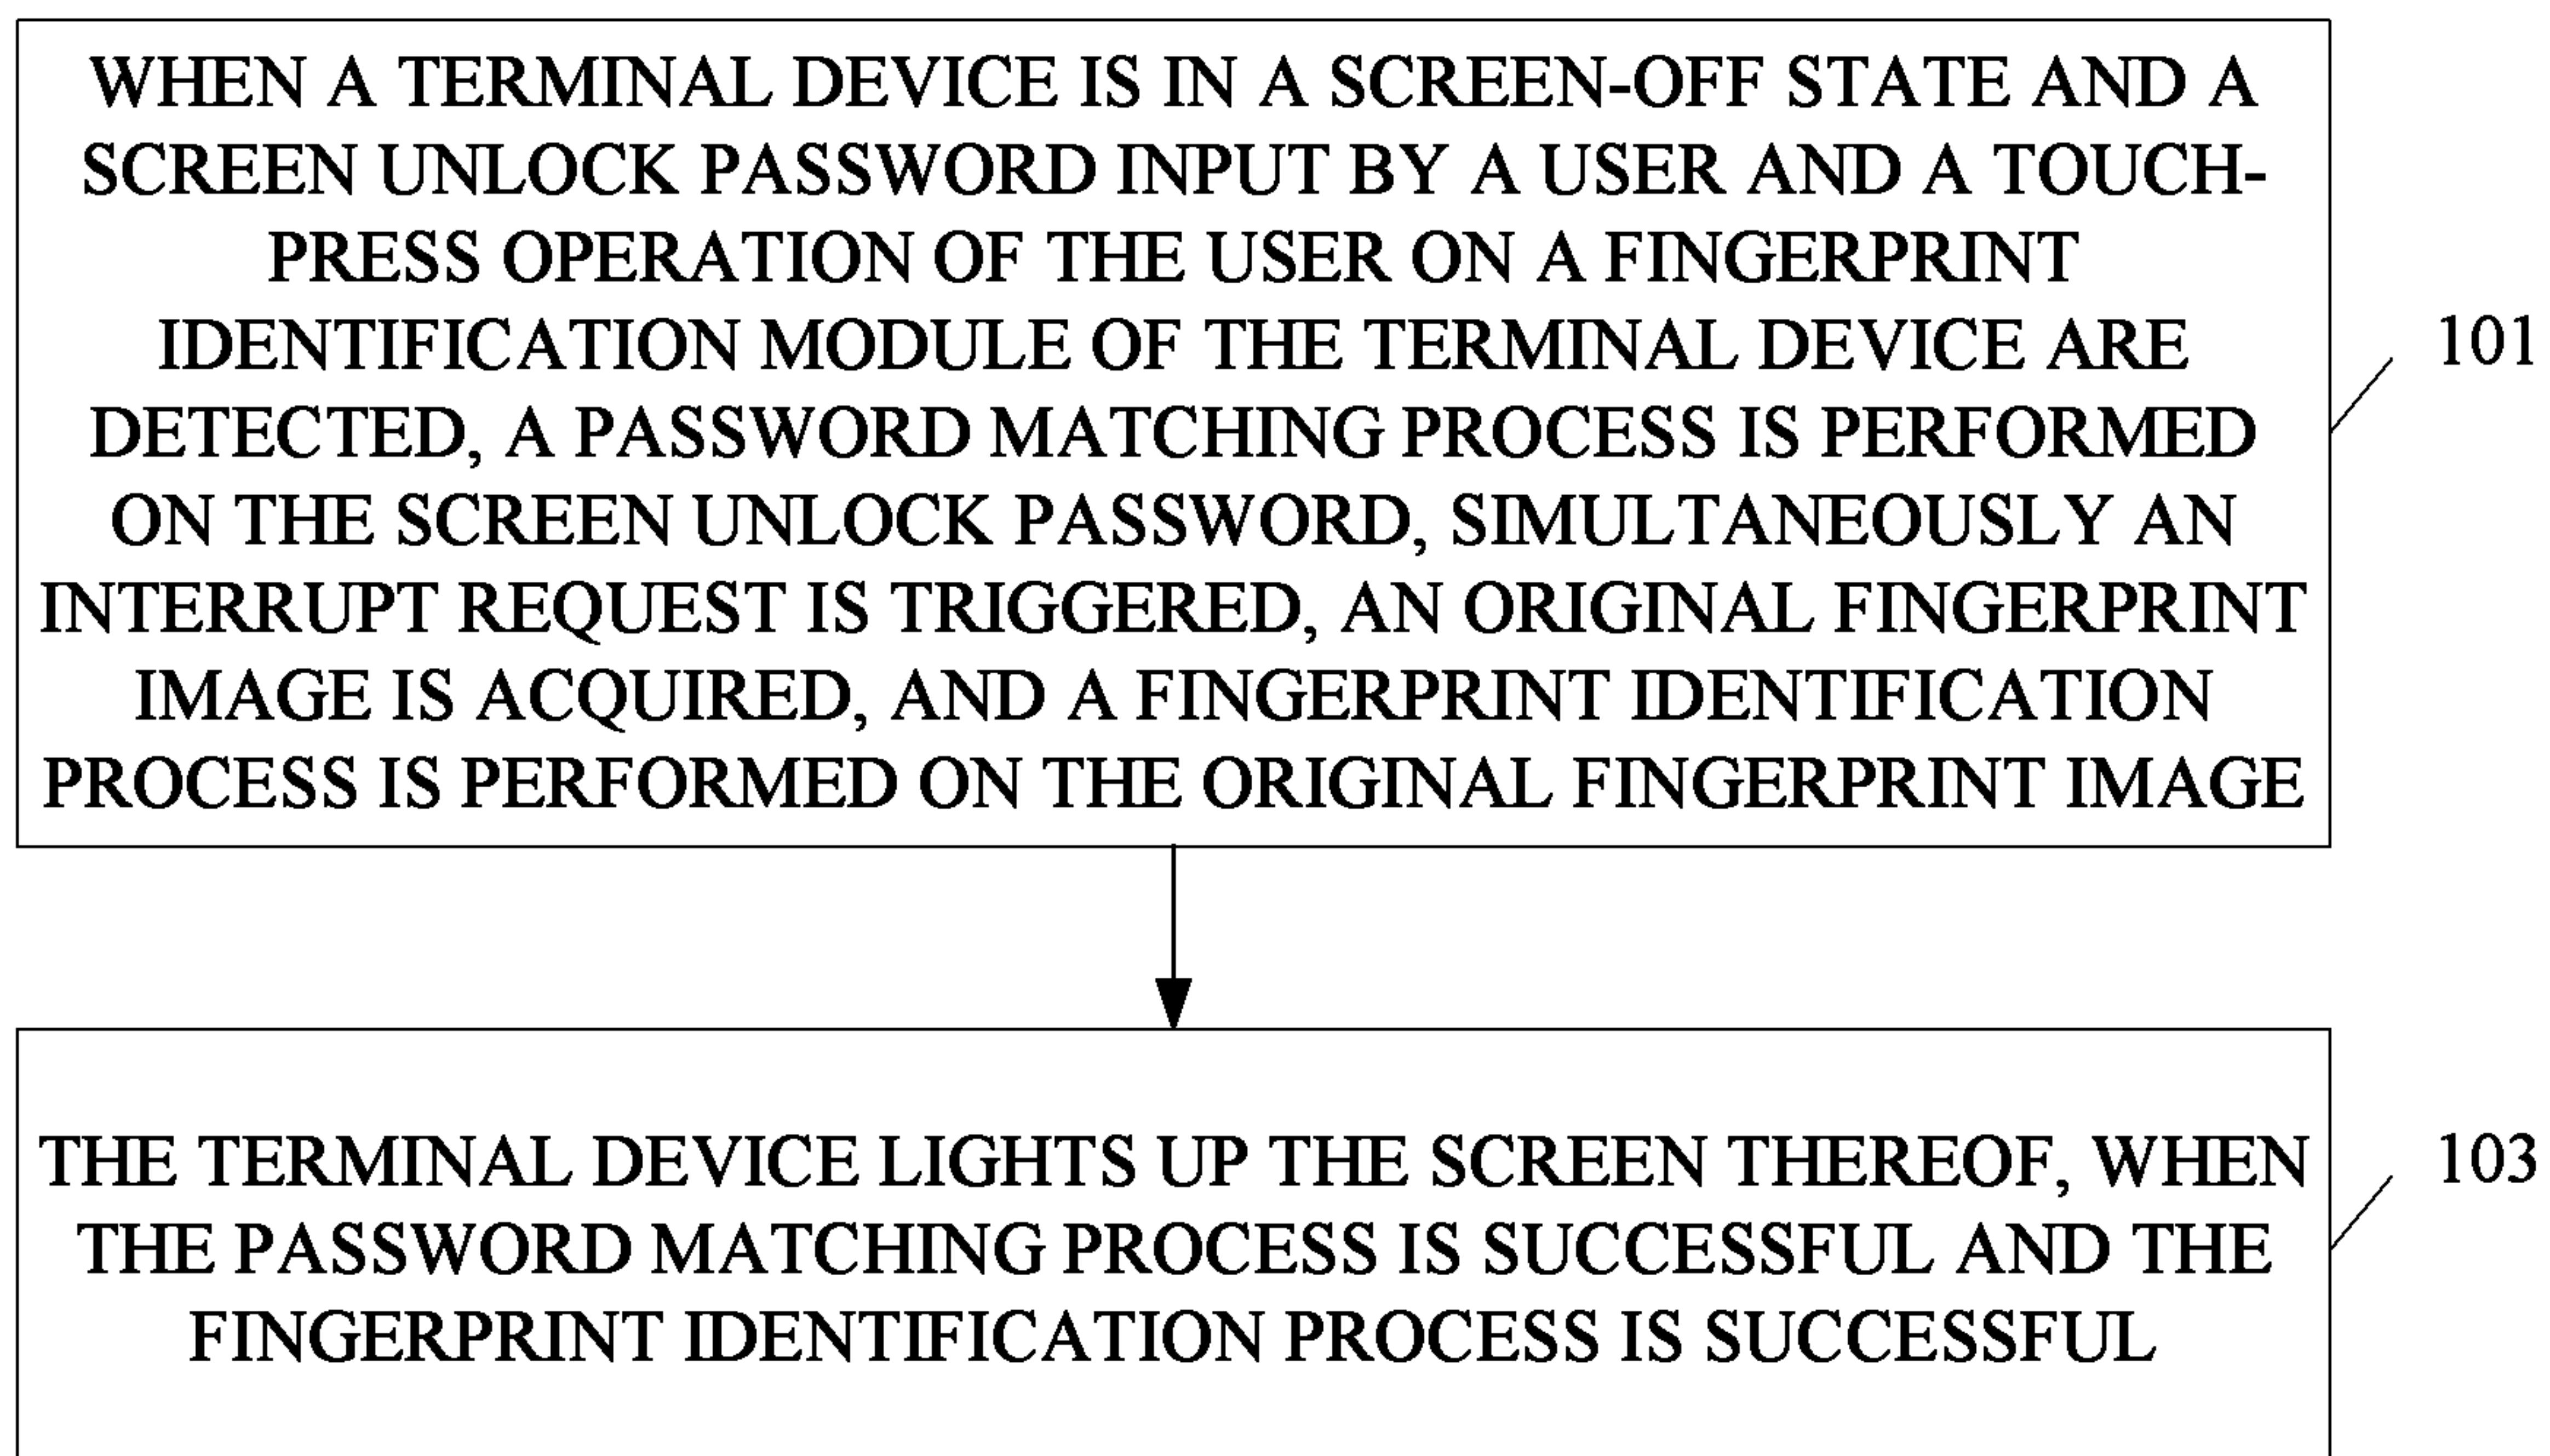 WHEN A TERMINAL DEVICE IS IN A SCREEN-OFF STATE AND A
SCREEN UNLOCK PASSWORD INPUT BY A USER AND A TOUCH-
PRESS OPERATION OF THE USER ON A FINGERPRINT
IDENTIFICATION MODULE OF THE TERMINAL DEVICE ARE
DETECTED, A PASSWORD MATCHING PROCESS IS PERFORMED
ON THE SCREEN UNLOCK PASSWORD, SIMULTANEOUSLY AN
INTERRUPT REQUEST IS TRIGGERED, AN ORIGINAL FINGERPRINT
IMAGE IS ACQUIRED, AND A FINGERPRINT IDENTIFICATION
PROCESS IS PERFORMED ON THE ORIGINAL FINGERPRINT IMAGE
101
THE TERMINAL DEVICE LIGHTS UP THE SCREEN THEREOF, WHEN
THE PASSWORD MATCHING PROCESS IS SUCCESSFUL AND THE
FINGERPRINT IDENTIFICATION PROCESS IS SUCCESSFUL
103